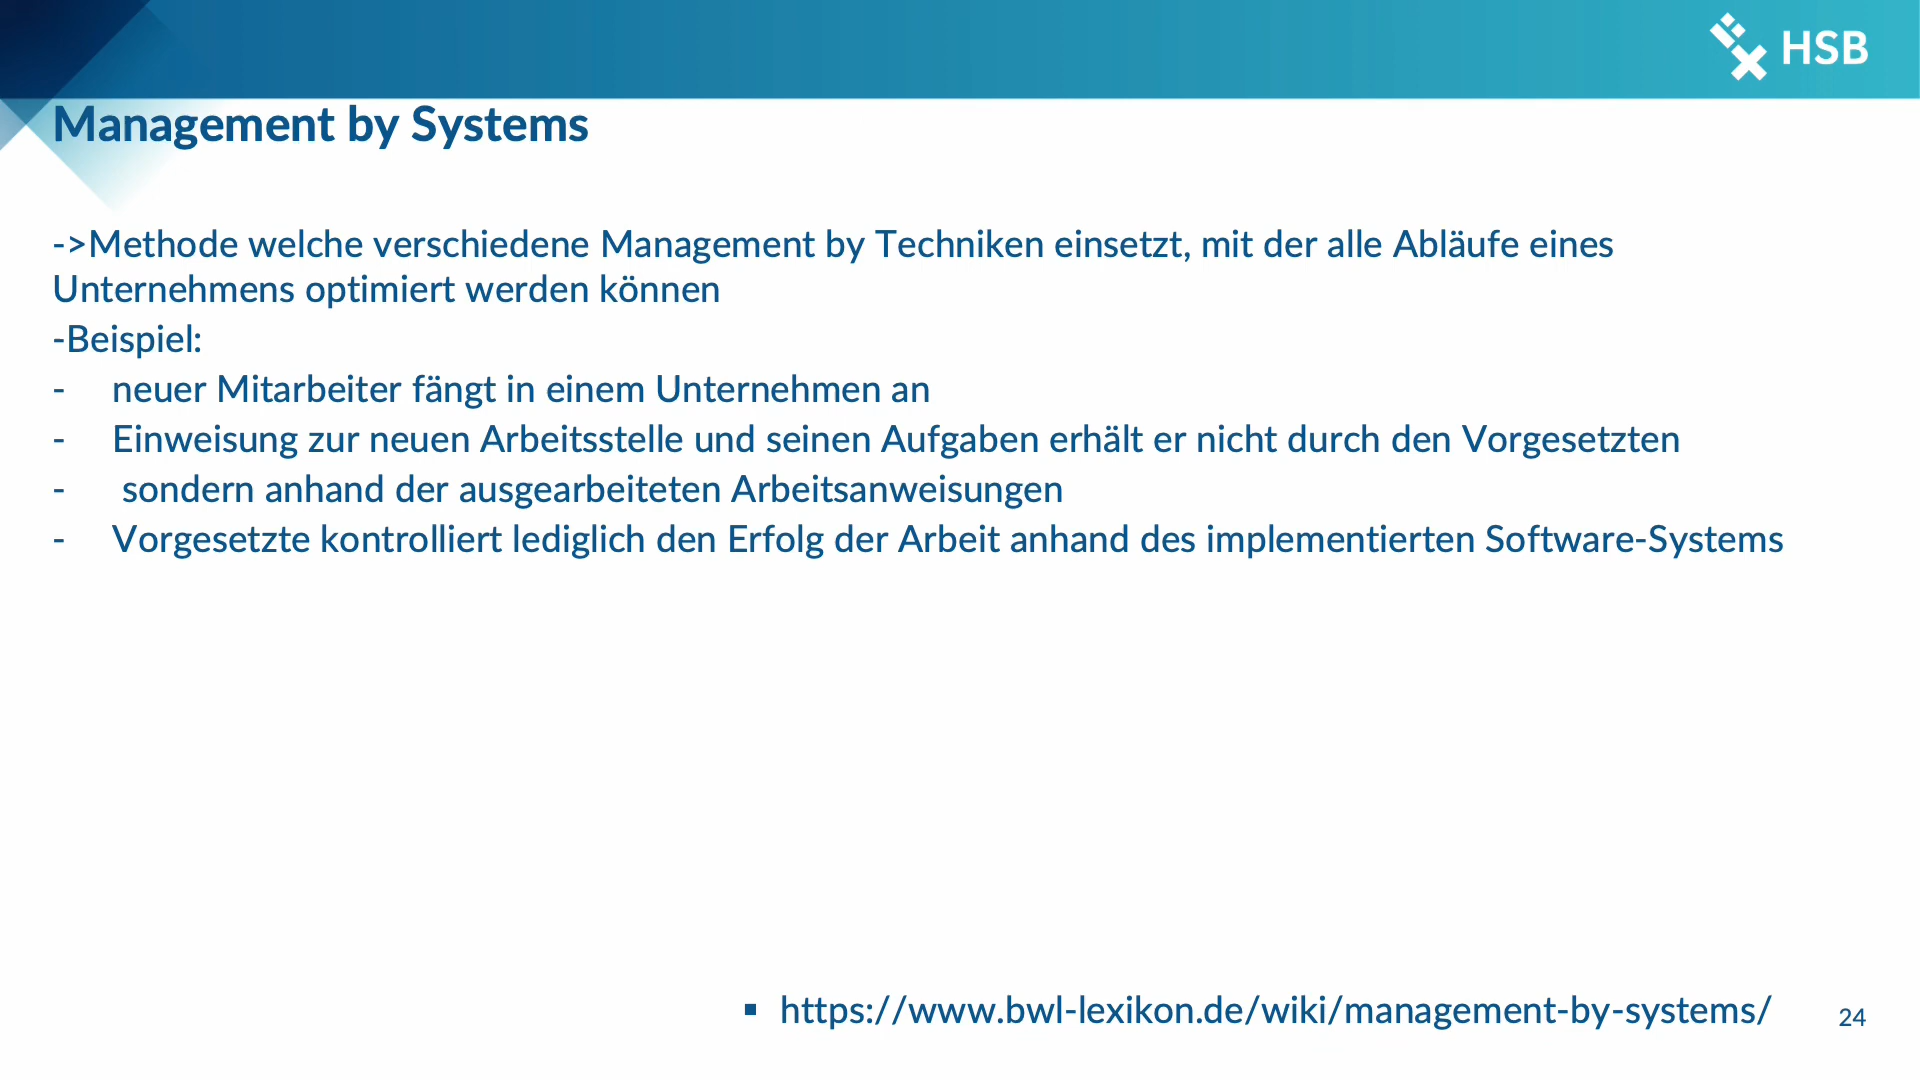 HSB
Management by Systems
->Methode welche verschiedene Management by Techniken einsetzt, mit der alle Abläufe eines
Unternehmens optimiert werden können
-Beispiel:
- neuer Mitarbeiter fängt in einem Unternehmen an
- Einweisung zur neuen Arbeitsstelle und seinen Aufgaben erhält er nicht durch den Vorgesetzten
- sondern anhand der ausgearbeiteten Arbeitsanweisungen
- Vorgesetzte kontrolliert lediglich den Erfolg der Arbeit anhand des implementierten Software-Systems
▪ https://www.bwl-lexikon.de/wiki/management-by-systems/
24